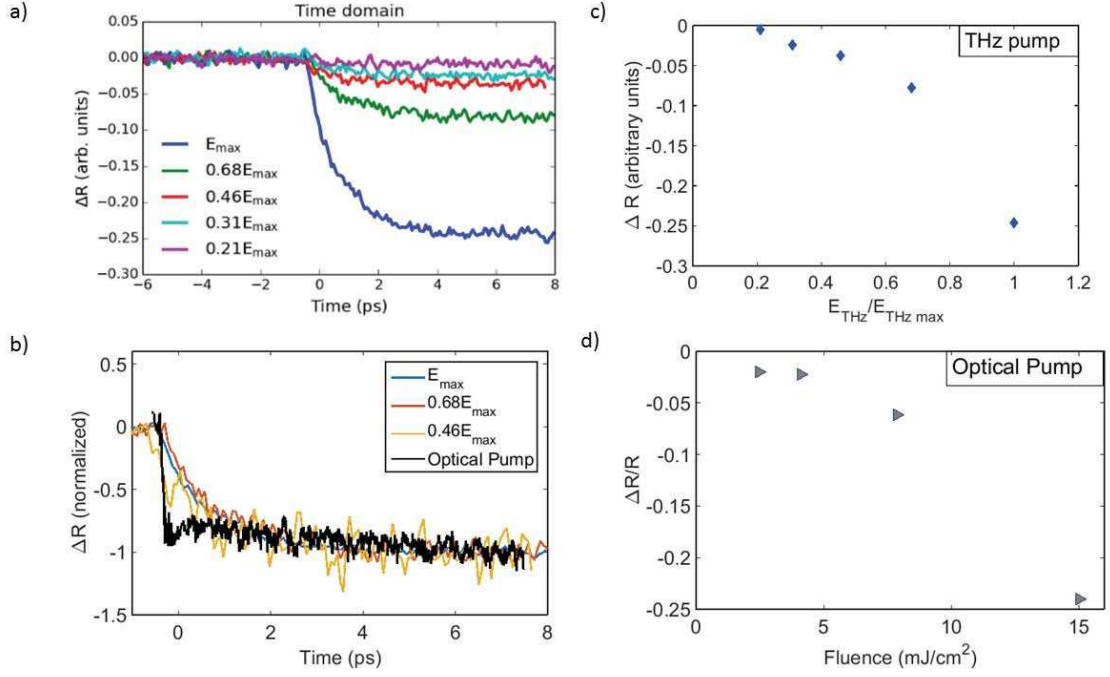 a)
Time domain
0.05
0.00
−0.05
−0.10
−0.15
−0.20
−0.25
−0.30
ΔR (arb. units)
Emax
0.68Emax
0.46Emax
0.31Emax
0.21Emax
−6 −4 −2 0 2 4 6 8
Time (ps)
b)
0.5
0
-0.5
-1
-1.5
ΔR (normalized)
Emax
0.68Emax
0.46Emax
Optical Pump
0 2 4 6 8
Time (ps)
c)
THz pump
0
-0.05
-0.1
-0.15
-0.2
-0.25
-0.3
Δ R (arbitrary units)
0 0.2 0.4 0.6 0.8 1 1.2
ETHz/ETHz max
d)
Optical Pump
0
-0.05
-0.1
-0.15
-0.2
-0.25
ΔR/R
0 5 10 15
Fluence (mJ/cm²)